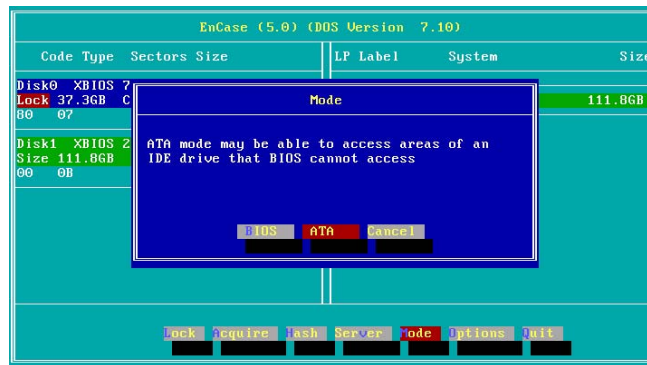 EnCase (5.0) (DOS Version 7.10)
Code Type Sectors Size LP Label System Size
Disk0 XBIOS 7
Lock 37.3GB C 111.8GB
80 07
Disk1 XBIOS 2
Size 111.8GB
00 0B
Mode
ATA mode may be able to access areas of an
IDE drive that BIOS cannot access
BIOS ATA Cancel
Lock Acquire Hash Server Mode Options Quit